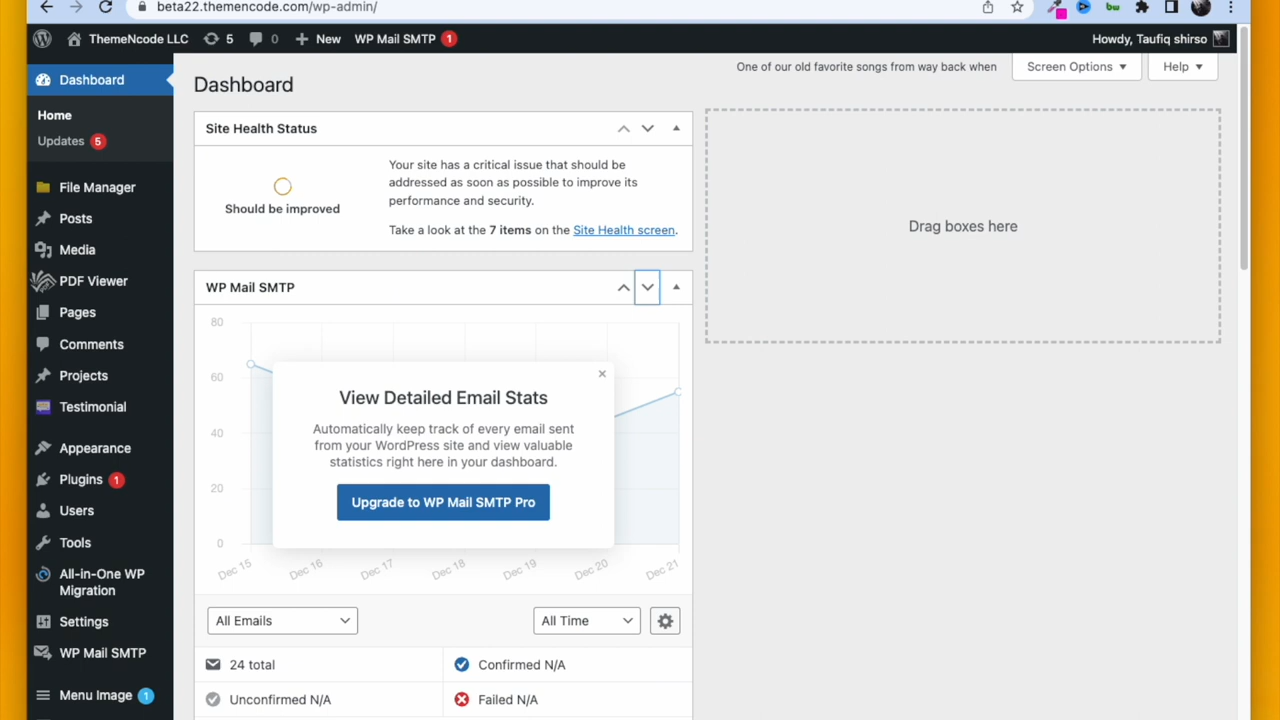 beta22.themencode.com/wp-admin/
ThemeNcode LLC 5 0 New WP Mail SMTP 1 Howdy, Taufiq shirso
Dashboard
Home
Updates 5
File Manager
Posts
Media
PDF Viewer
Pages
Comments
Projects
Testimonial
Appearance
Plugins 1
Users
Tools
All-in-One WP
Migration
Settings
WP Mail SMTP
Menu Image 1
One of our old favorite songs from way back when Screen Options Help
Dashboard
Site Health Status
Should be improved
Your site has a critical issue that should be
addressed as soon as possible to improve its
performance and security.
Take a look at the 7 items on the Site Health screen.
WP Mail SMTP
80
60
40
20
0
View Detailed Email Stats
Automatically keep track of every email sent
from your WordPress site and view valuable
statistics right here in your dashboard.
Upgrade to WP Mail SMTP Pro
Dec 15 Dec 16 Dec 17 Dec 18 Dec 19 Dec 20 Dec 21
All Emails All Time
24 total Confirmed N/A
Unconfirmed N/A Failed N/A
Drag boxes here